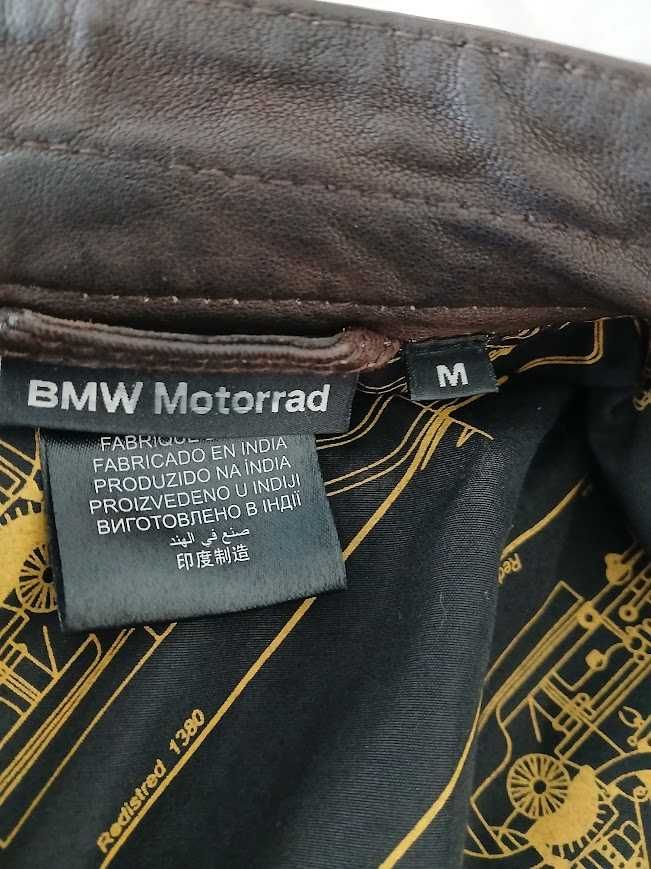 BMW Motorrad
M
FABRICADO EN INDIA
PRODUZIDO NA ÍNDIA
PROIZVEDENO U INDIJI
ВИГОТОВЛЕНО В ІНДІЇ
صنع في الهند
印度制造
Redistred 1380